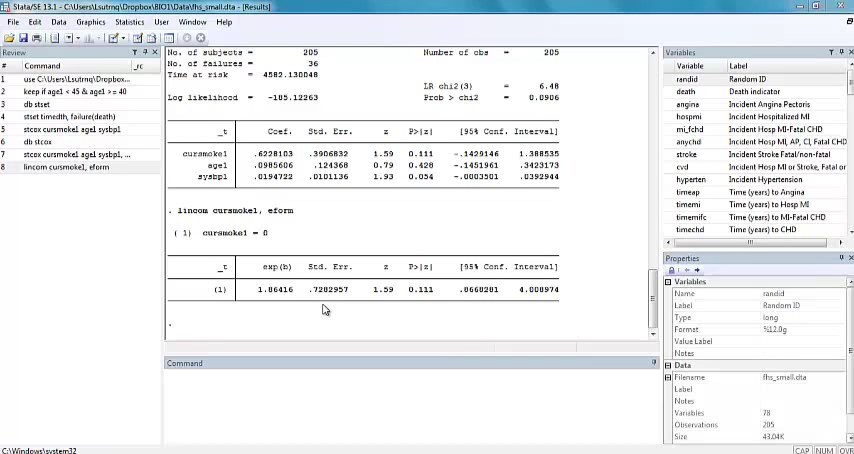 Stata/SE 13.1 - C:\Users\Lsutrnq\Dropbox\BIO1\Data\fhs_small.dta - [Results]
File Edit Data Graphics Statistics User Window Help
Review
# Command _rc
1 use C:\Users\Lsutrnq\Dropbox...
2 keep if age1 < 45 & age1 >= 40
3 db stset
4 stset timedth, failure(death)
5 stcox cursmoke1 age1 sysbp1
6 db stcox
7 stcox cursmoke1 age1 sysbp1, ...
8 lincom cursmoke1, eform
No. of subjects = 205 Number of obs = 205
No. of failures = 36
Time at risk = 4582.130048
LR chi2(3) = 6.48
Log likelihood = -185.12263 Prob > chi2 = 0.0906
_t Coef. Std. Err. z P>|z| [95% Conf. Interval]
cursmoke1 .6228103 .3906832 1.59 0.111 -.1429146 1.388535
age1 .0985606 .124368 0.79 0.428 -.1451961 .3423173
sysbp1 .0194722 .0101136 1.93 0.054 -.0003501 .0392944
. lincom cursmoke1, eform
( 1) cursmoke1 = 0
_t exp(b) Std. Err. z P>|z| [95% Conf. Interval]
(1) 1.86416 .7282957 1.59 0.111 .8668281 4.008974
.
Command
Variables
Variable Label
randid Random ID
death Death indicator
angina Incident Angina Pectoris
hospmi Incident Hospitalized MI
mi_fchd Incident Hosp MI-Fatal CHD
anychd Incident Hosp MI, AP, CI, Fatal CHD
stroke Incident Stroke Fatal/non-fatal
cvd Incident Hosp MI or Stroke, Fatal or
hyperten Incident Hypertension
timeap Time (years) to Angina
timemi Time (years) to Hosp MI
timemifc Time (years) to MI-Fatal CHD
timechd Time (years) to CHD
Properties
Variables
Name randid
Label Random ID
Type long
Format %12.0g
Value Label
Notes
Data
Filename fhs_small.dta
Label
Notes
Variables 78
Observations 205
Size 43.04K
C:\Windows\system32 CAP NUM OVR